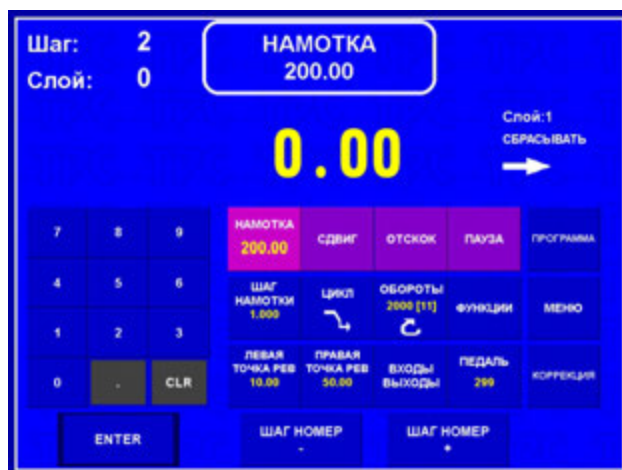 Шаг: 2
Слой: 0
НАМОТКА
200.00
0.00
Слой:1
СБРАСЫВАТЬ
7 8 9
4 5 6
1 2 3
0 . CLR
ENTER
НАМОТКА
200.00
СДВИГ
ОТСКОК
ПАУЗА
ПРОГРАММА
ШАГ
НАМОТКИ
1.000
ЦИКЛ
ОБОРОТЫ
2000 [11]
ФУНКЦИИ
МЕНЮ
ЛЕВАЯ
ТОЧКА РЕВ
10.00
ПРАВАЯ
ТОЧКА РЕВ
50.00
ВХОДЫ
ВЫХОДЫ
ПЕДАЛЬ
299
КОРРЕКЦИЯ
ШАГ НОМЕР
-
ШАГ НОМЕР
+